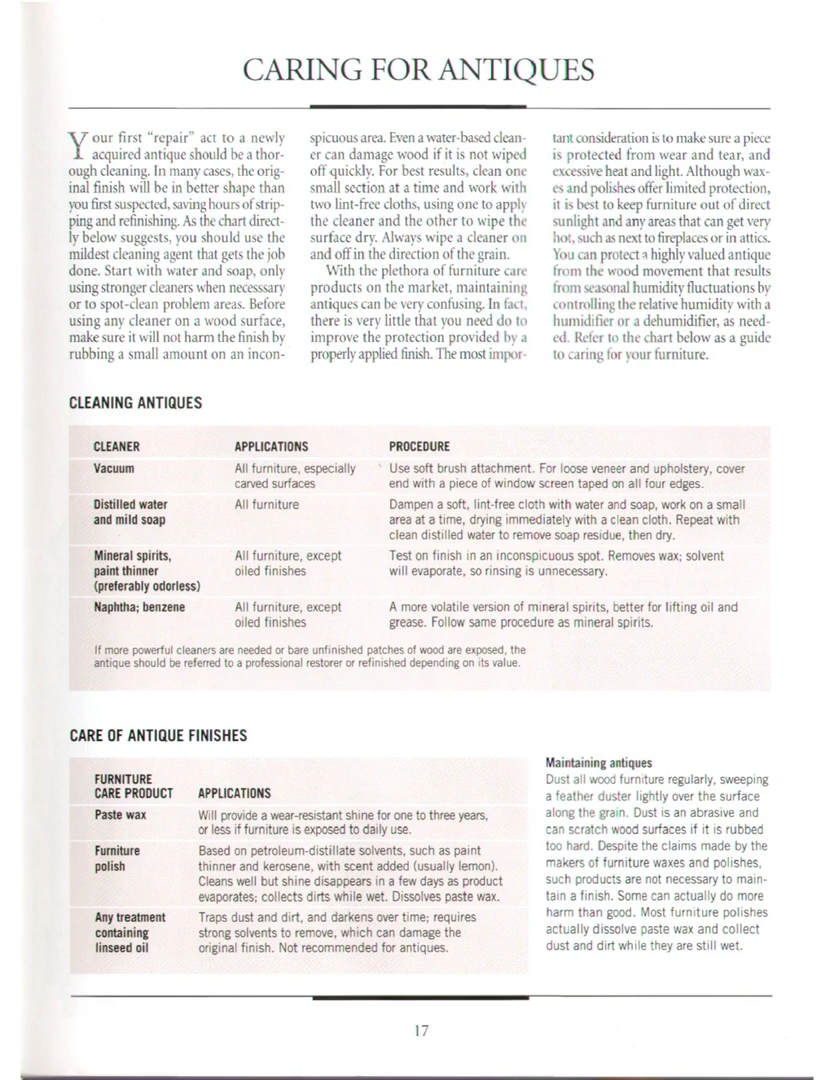 CARING FOR ANTIQUES
Your first “repair” act to a newly
acquired antique should be a thor-
ough cleaning. In many cases, the orig-
inal finish will be in better shape than
you first suspected, saving hours of strip-
ping and refinishing. As the chart direct-
ly below suggests, you should use the
mildest cleaning agent that gets the job
done. Start with water and soap, only
using stronger cleaners when necesssary
or to spot-clean problem areas. Before
using any cleaner on a wood surface,
make sure it will not harm the finish by
rubbing a small amount on an incon-
spicuous area. Even a water-based clean-
er can damage wood if it is not wiped
off quickly. For best results, clean one
small section at a time and work with
two lint-free cloths, using one to apply
the cleaner and the other to wipe the
surface dry. Always wipe a cleaner on
and off in the direction of the grain.
With the plethora of furniture care
products on the market, maintaining
antiques can be very confusing. In fact,
there is very little that you need do to
improve the protection provided by a
properly applied finish. The most impor-
tant consideration is to make sure a piece
is protected from wear and tear, and
excessive heat and light. Although wax-
es and polishes offer limited protection,
it is best to keep furniture out of direct
sunlight and any areas that can get very
hot, such as next to fireplaces or in attics.
You can protect a highly valued antique
from the wood movement that results
from seasonal humidity fluctuations by
controlling the relative humidity with a
humidifier or a dehumidifier, as need-
ed. Refer to the chart below as a guide
to caring for your furniture.
CLEANING ANTIQUES
CLEANER APPLICATIONS PROCEDURE
Vacuum All furniture, especially Use soft brush attachment. For loose veneer and upholstery, cover
carved surfaces end with a piece of window screen taped on all four edges.
Distilled water All furniture Dampen a soft, lint-free cloth with water and soap, work on a small
and mild soap area at a time, drying immediately with a clean cloth. Repeat with
clean distilled water to remove soap residue, then dry.
Mineral spirits, All furniture, except Test on finish in an inconspicuous spot. Removes wax; solvent
paint thinner oiled finishes will evaporate, so rinsing is unnecessary.
(preferably odorless)
Naphtha; benzene All furniture, except A more volatile version of mineral spirits, better for lifting oil and
oiled finishes grease. Follow same procedure as mineral spirits.
If more powerful cleaners are needed or bare unfinished patches of wood are exposed, the
antique should be referred to a professional restorer or refinished depending on its value.
CARE OF ANTIQUE FINISHES
FURNITURE
CARE PRODUCT APPLICATIONS
Paste wax Will provide a wear-resistant shine for one to three years,
or less if furniture is exposed to daily use.
Furniture Based on petroleum-distillate solvents, such as paint
polish thinner and kerosene, with scent added (usually lemon).
Cleans well but shine disappears in a few days as product
evaporates; collects dirts while wet. Dissolves paste wax.
Any treatment Traps dust and dirt, and darkens over time; requires
containing strong solvents to remove, which can damage the
linseed oil original finish. Not recommended for antiques.
Maintaining antiques
Dust all wood furniture regularly, sweeping
a feather duster lightly over the surface
along the grain. Dust is an abrasive and
can scratch wood surfaces if it is rubbed
too hard. Despite the claims made by the
makers of furniture waxes and polishes,
such products are not necessary to main-
tain a finish. Some can actually do more
harm than good. Most furniture polishes
actually dissolve paste wax and collect
dust and dirt while they are still wet.
17